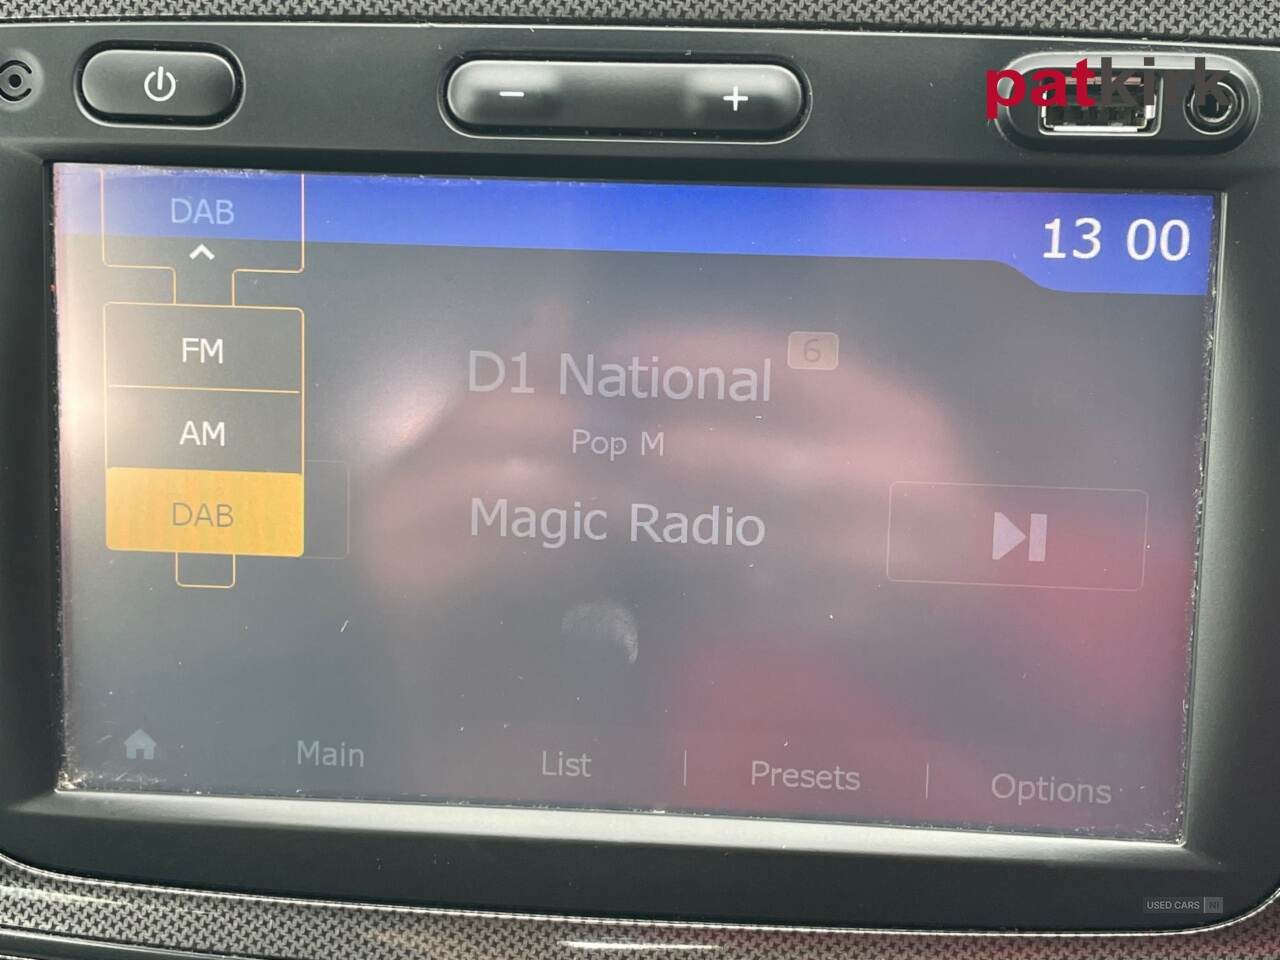 patkirk
DAB
13 00
FM
D1 National 6
AM
Pop M
DAB
Magic Radio
Main
List
Presets
Options
USED CARS NI